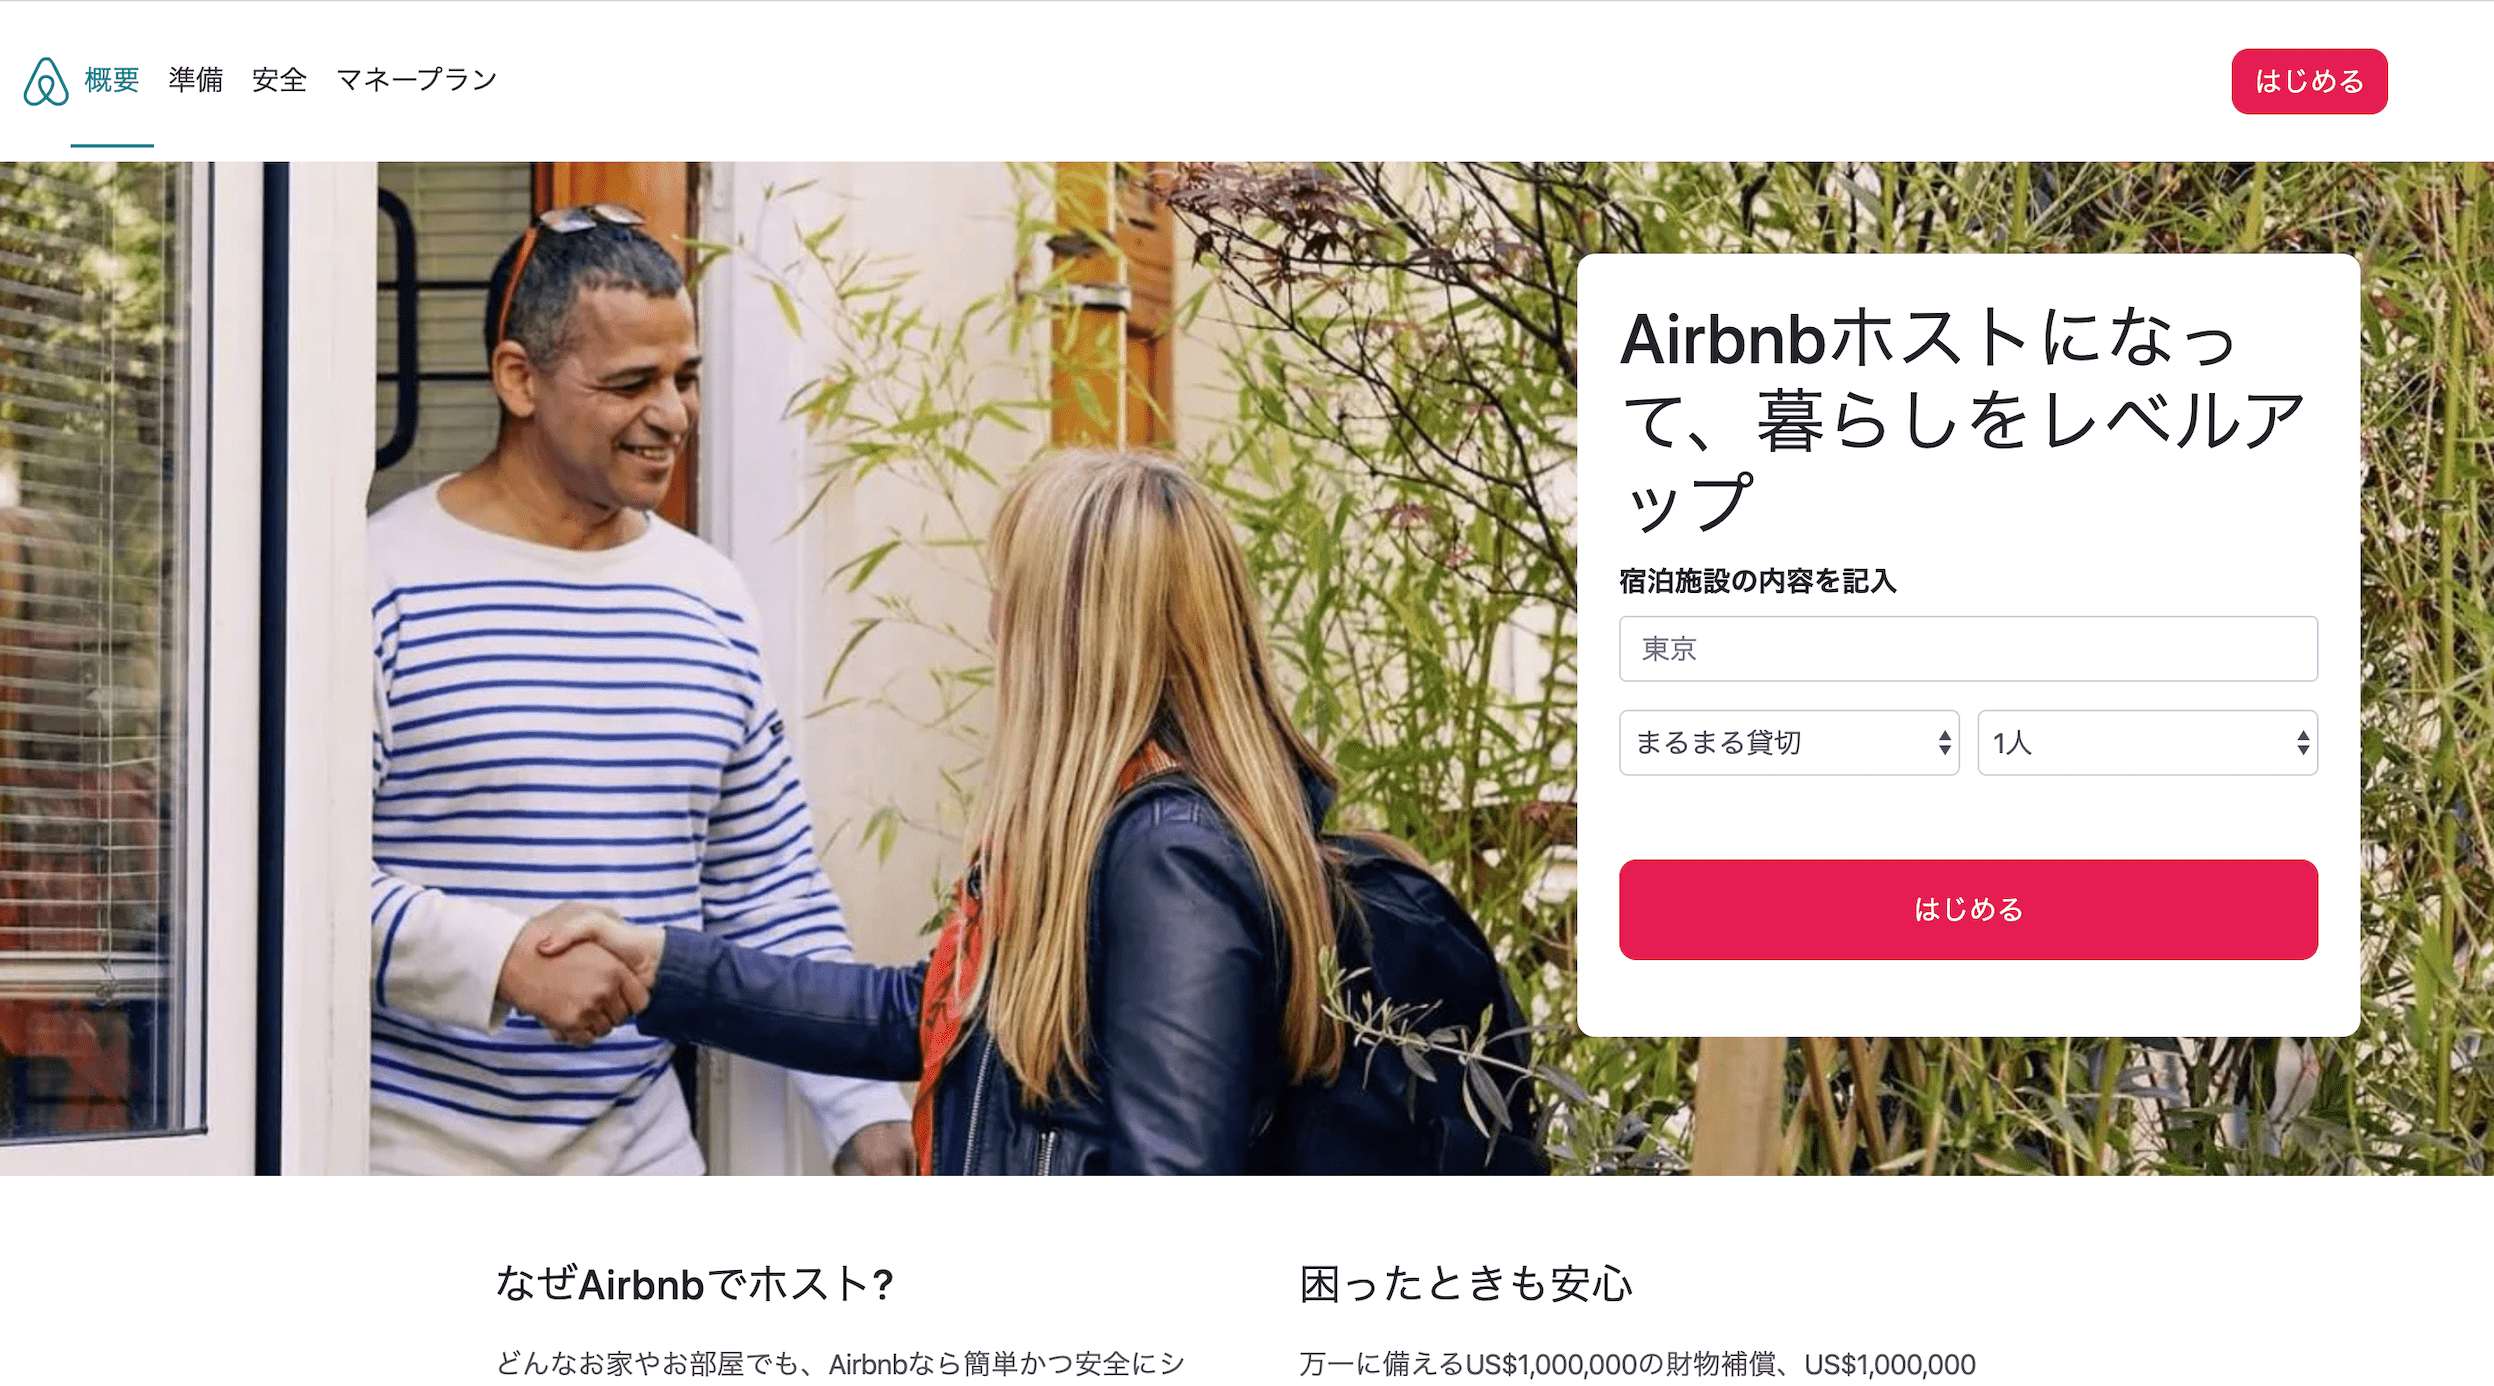 概要 準備 安全 マネープラン はじめる
Airbnbホストになっ
て、暮らしをレベルア
ップ
宿泊施設の内容を記入
東京
まるまる貸切 1人
はじめる
なぜAirbnbでホスト?
どんなお家やお部屋でも、Airbnbなら簡単かつ安全にシ
困ったときも安心
万一に備えるUS$1,000,000の財物補償、US$1,000,000